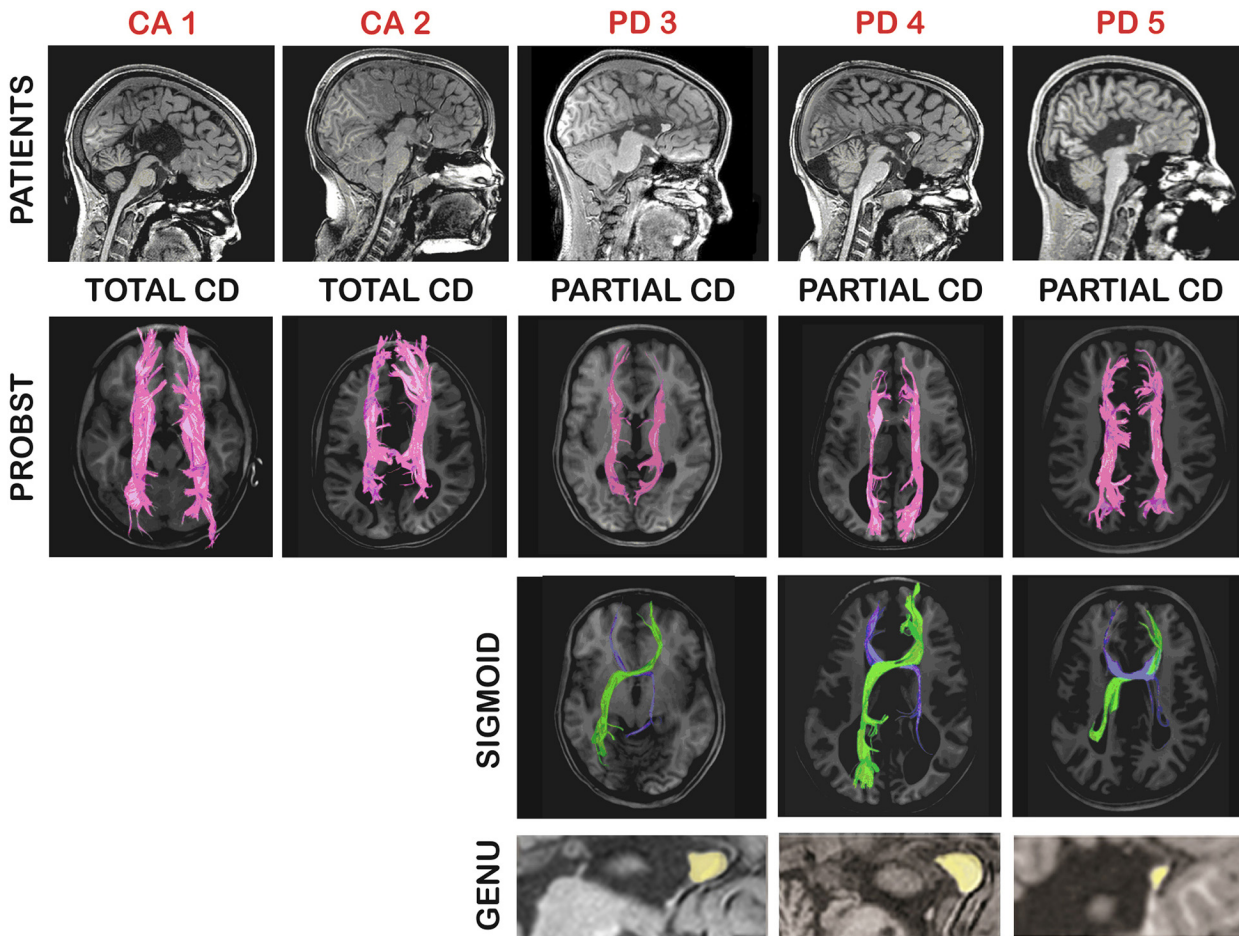 CA 1 CA 2 PD 3 PD 4 PD 5
PATIENTS
TOTAL CD TOTAL CD PARTIAL CD PARTIAL CD PARTIAL CD
PROBST
SIGMOID
GENU